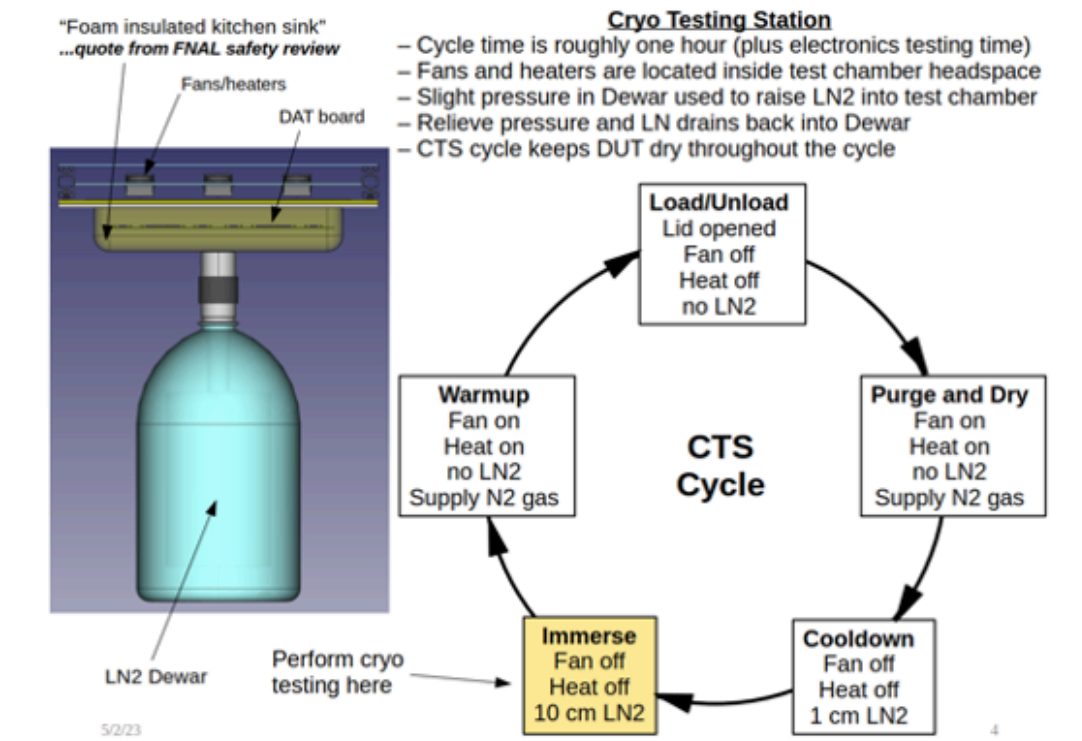 “Foam insulated kitchen sink”
...quote from FNAL safety review
Fans/heaters
DAT board
LN2 Dewar
Cryo Testing Station
– Cycle time is roughly one hour (plus electronics testing time)
– Fans and heaters are located inside test chamber headspace
– Slight pressure in Dewar used to raise LN2 into test chamber
– Relieve pressure and LN drains back into Dewar
– CTS cycle keeps DUT dry throughout the cycle
Load/Unload
Lid opened
Fan off
Heat off
no LN2
Purge and Dry
Fan on
Heat on
no LN2
Supply N2 gas
Cooldown
Fan off
Heat off
1 cm LN2
Immerse
Fan off
Heat off
10 cm LN2
Perform cryo
testing here
Warmup
Fan on
Heat on
no LN2
Supply N2 gas
CTS
Cycle
5/2/23
4